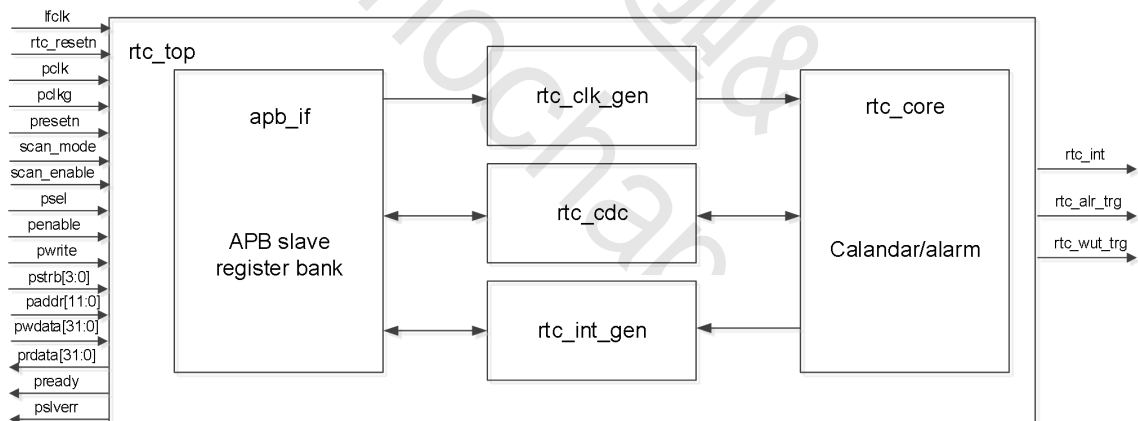 lfclk
rtc_resetn
pclk
pclkg
presetn
scan_mode
scan_enable
psel
penable
pwrite
pstrb[3:0]
paddr[11:0]
pwdata[31:0]
prdata[31:0]
pready
pslverr
rtc_top
apb_if
APB slave
register bank
rtc_clk_gen
rtc_cdc
rtc_int_gen
rtc_core
Calandar/alarm
rtc_int
rtc_alr_trg
rtc_wut_trg